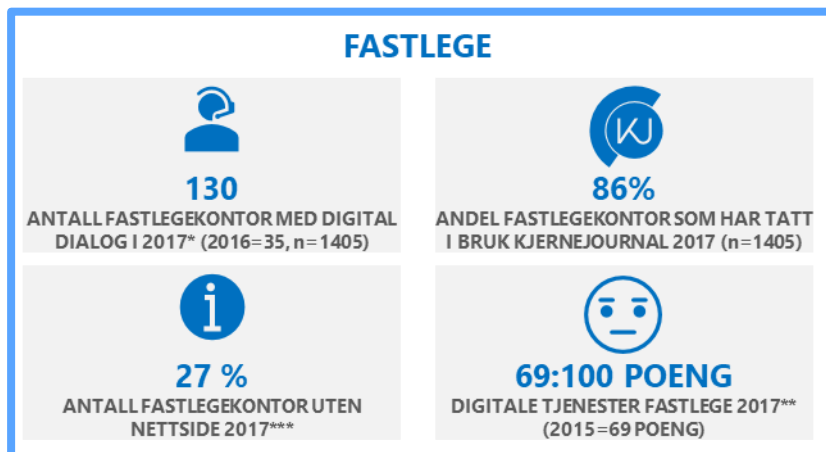 FASTLEGE
130
ANTALL FASTLEGEKONTOR MED DIGITAL
DIALOG I 2017* (2016=35, n=1405)
KJ
86%
ANDEL FASTLEGEKONTOR SOM HAR TATT
I BRUK KJERNEJOURNAL 2017 (n=1405)
27 %
ANTALL FASTLEGEKONTOR UTEN
NETTSIDE 2017***
69:100 POENG
DIGITALE TJENESTER FASTLEGE 2017**
(2015=69 POENG)